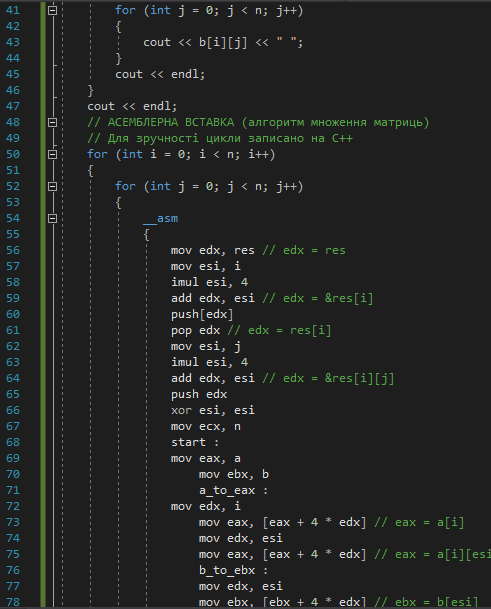 41 for (int j = 0; j < n; j++)
42 {
43 cout << b[i][j] << " ";
44 }
45 cout << endl;
46 }
47 cout << endl;
48 // АСЕМБЛЕРНА ВСТАВКА (алгоритм множення матриць)
49 // Для зручності цикли записано на C++
50 for (int i = 0; i < n; i++)
51 {
52 for (int j = 0; j < n; j++)
53 {
54 __asm
55 {
56 mov edx, res // edx = res
57 mov esi, i
58 imul esi, 4
59 add edx, esi // edx = &res[i]
60 push[edx]
61 pop edx // edx = res[i]
62 mov esi, j
63 imul esi, 4
64 add edx, esi // edx = &res[i][j]
65 push edx
66 xor esi, esi
67 mov ecx, n
68 start :
69 mov eax, a
70 mov ebx, b
71 a_to_eax :
72 mov edx, i
73 mov eax, [eax + 4 * edx] // eax = a[i]
74 mov edx, esi
75 mov eax, [eax + 4 * edx] // eax = a[i][esi
76 b_to_ebx :
77 mov edx, esi
78 mov ebx, [ebx + 4 * edx] // ebx = b[esi]